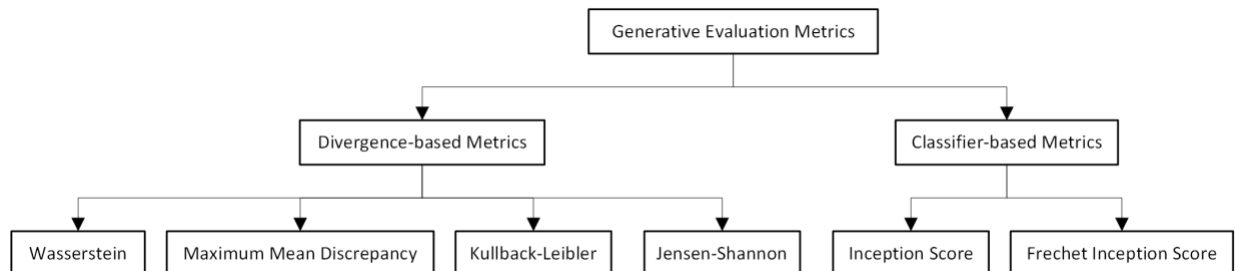 Generative Evaluation Metrics
Divergence-based Metrics
Classifier-based Metrics
Wasserstein
Maximum Mean Discrepancy
Kullback-Leibler
Jensen-Shannon
Inception Score
Frechet Inception Score